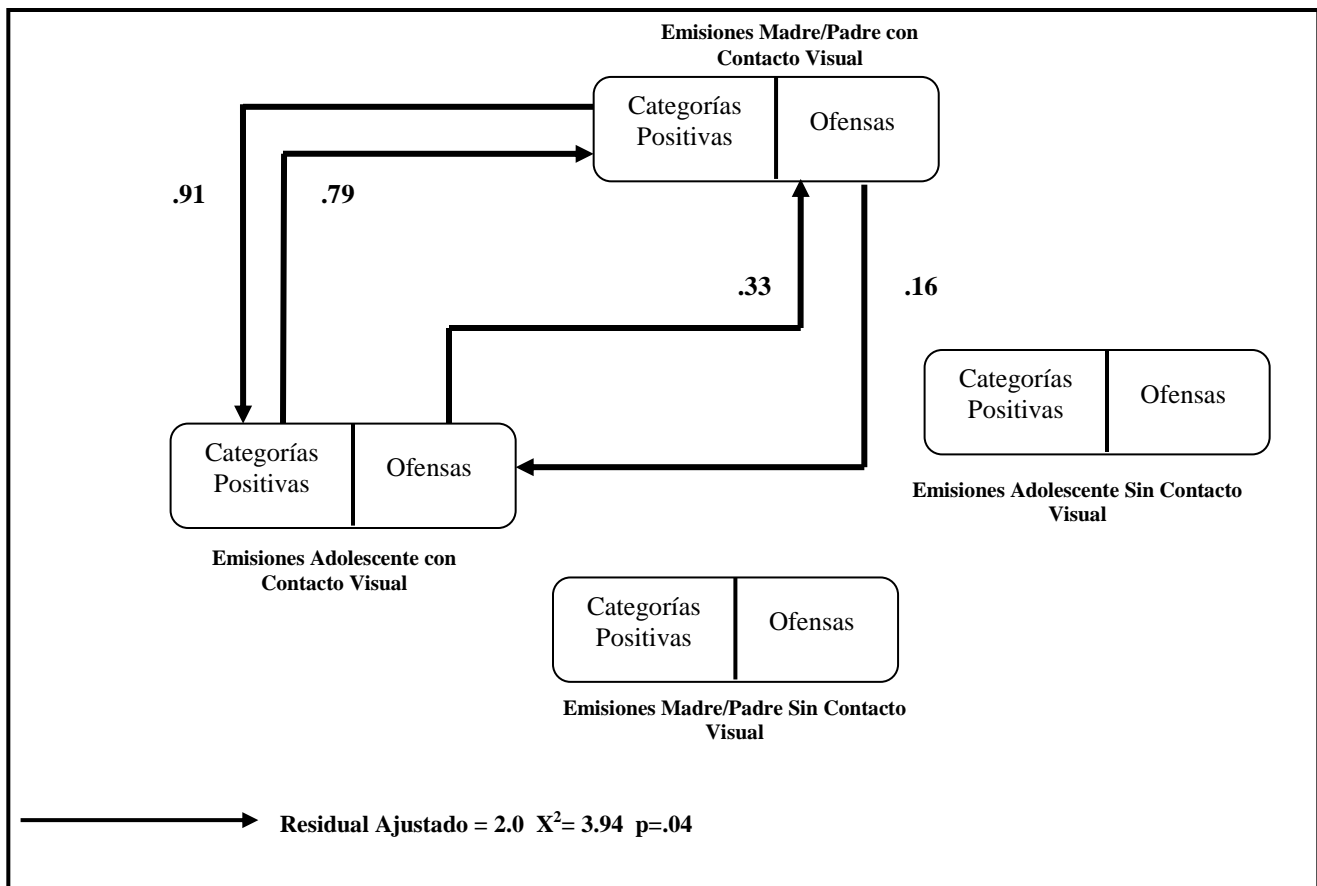 Emisiones Madre/Padre con
Contacto Visual
Categorías
Positivas
Ofensas
.91
.79
.33
.16
Categorías
Positivas
Ofensas
Emisiones Adolescente Sin Contacto
Visual
Categorías
Positivas
Ofensas
Emisiones Adolescente con
Contacto Visual
Categorías
Positivas
Ofensas
Emisiones Madre/Padre Sin Contacto
Visual
Residual Ajustado = 2.0 X²= 3.94 p=.04